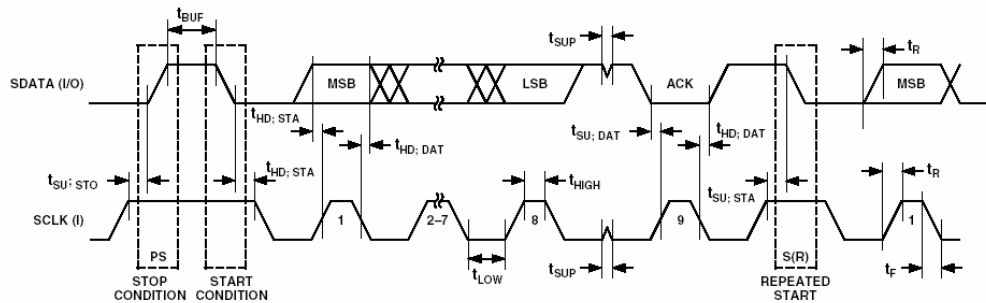 tBUF
tSUP
tR
SDATA (I/O)
MSB
LSB
ACK
MSB
tHD; STA
tSU; DAT
tHD; DAT
tHD; DAT
tHD; STA
tSU; STO
tHIGH
tSU; STA
tR
SCLK (I)
1
2–7
8
9
1
PS
S(R)
tLOW
tSUP
tF
STOP
CONDITION
START
CONDITION
REPEATED
START